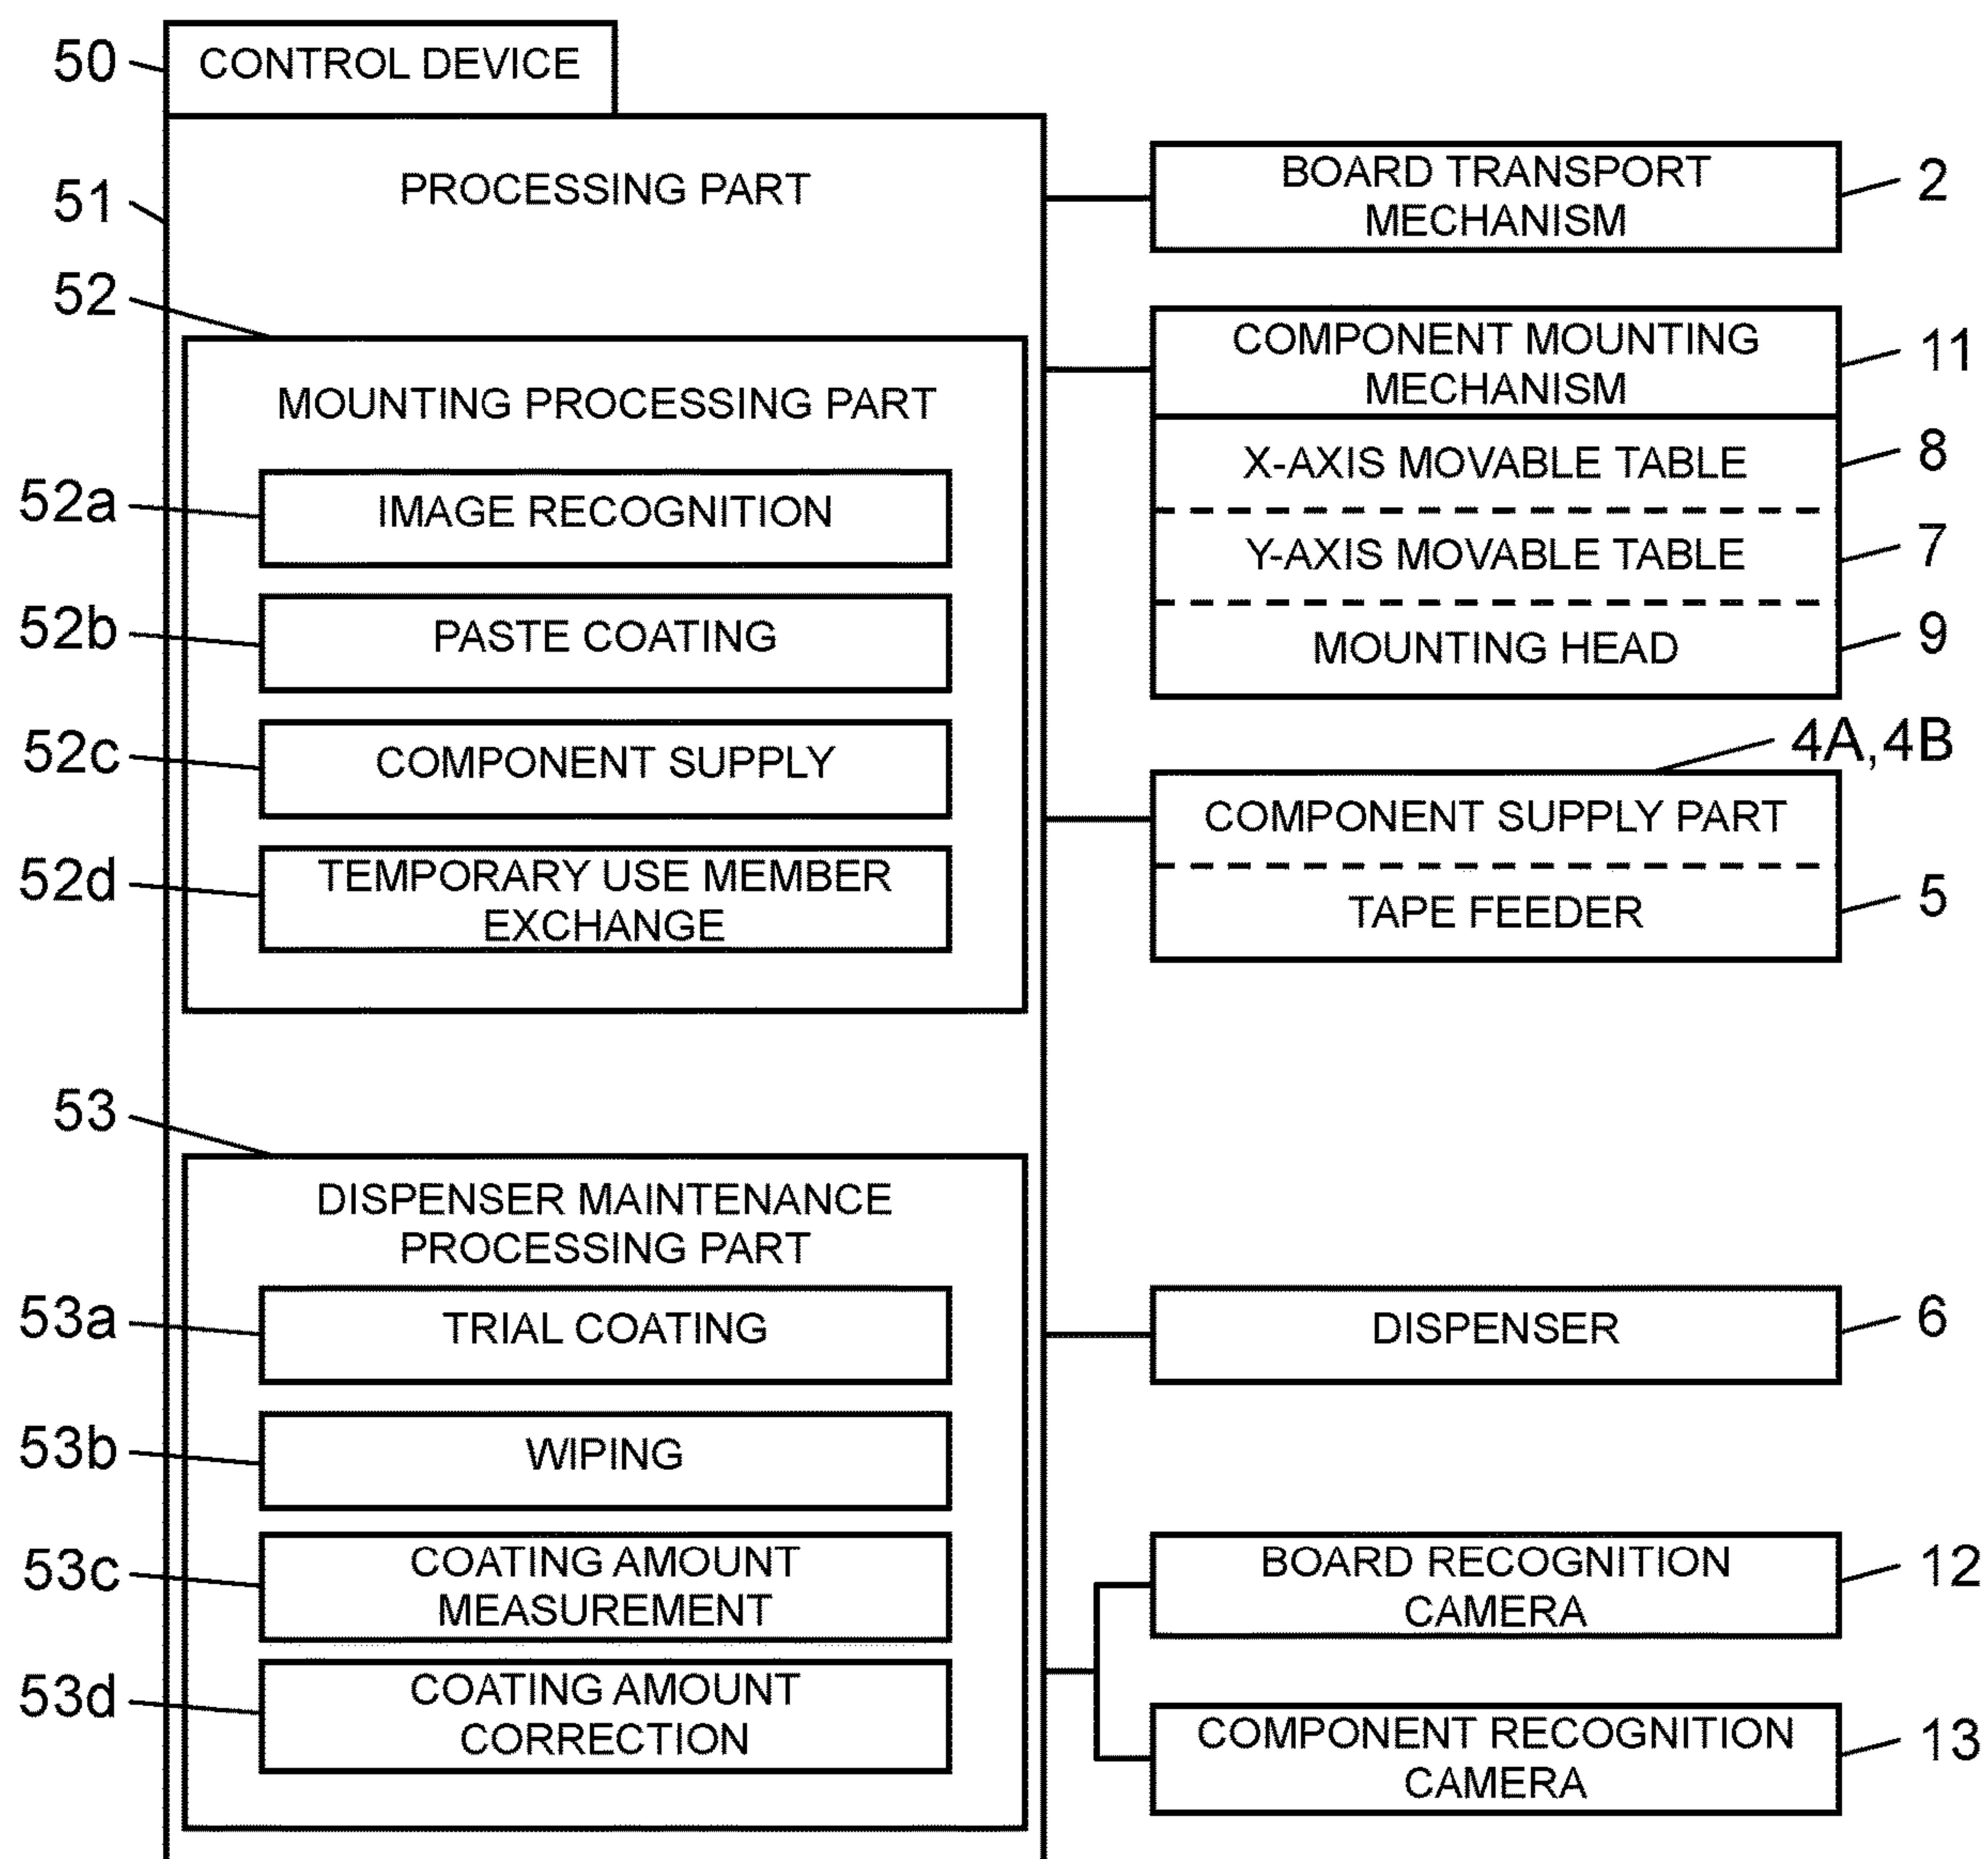 50
CONTROL DEVICE
51
PROCESSING PART
52
MOUNTING PROCESSING PART
52a
IMAGE RECOGNITION
52b
PASTE COATING
52c
COMPONENT SUPPLY
52d
TEMPORARY USE MEMBER
EXCHANGE
53
DISPENSER MAINTENANCE
PROCESSING PART
53a
TRIAL COATING
53b
WIPING
53c
COATING AMOUNT
MEASUREMENT
53d
COATING AMOUNT
CORRECTION
BOARD TRANSPORT
MECHANISM
2
COMPONENT MOUNTING
MECHANISM
11
X-AXIS MOVABLE TABLE
8
Y-AXIS MOVABLE TABLE
7
MOUNTING HEAD
9
4A,4B
COMPONENT SUPPLY PART
TAPE FEEDER
5
DISPENSER
6
BOARD RECOGNITION
CAMERA
12
COMPONENT RECOGNITION
CAMERA
13